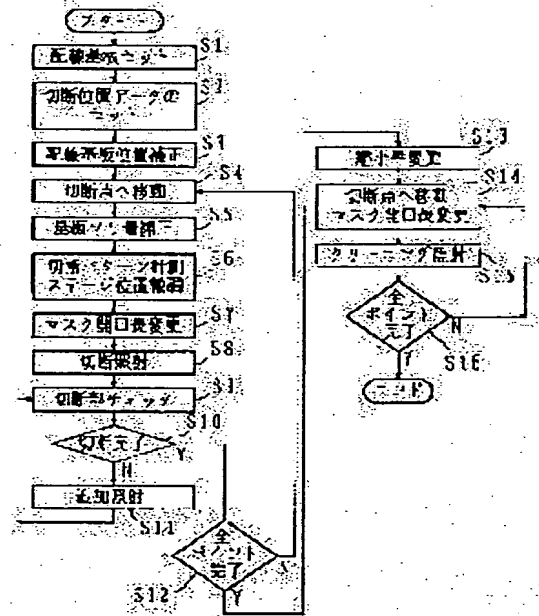 スタート
S1
配線基板セット
S2
切断位置データの
セット
S3
配線基板位置補正
S4
切断点へ移動
S5
S6
切断パターン計測
ステージ位置補正
S7
マスク開口長変更
S8
切断照射
切断部チェック
S10
切断完了
N
Y
追加照射
S11
全
ポイント
完了
S12
N
Y
S13
縮小率変更
S14
切断点へ移動
マスク開口長変更
クリーニング照射
S15
全
ポイント
完了
N
Y
S16
エンド